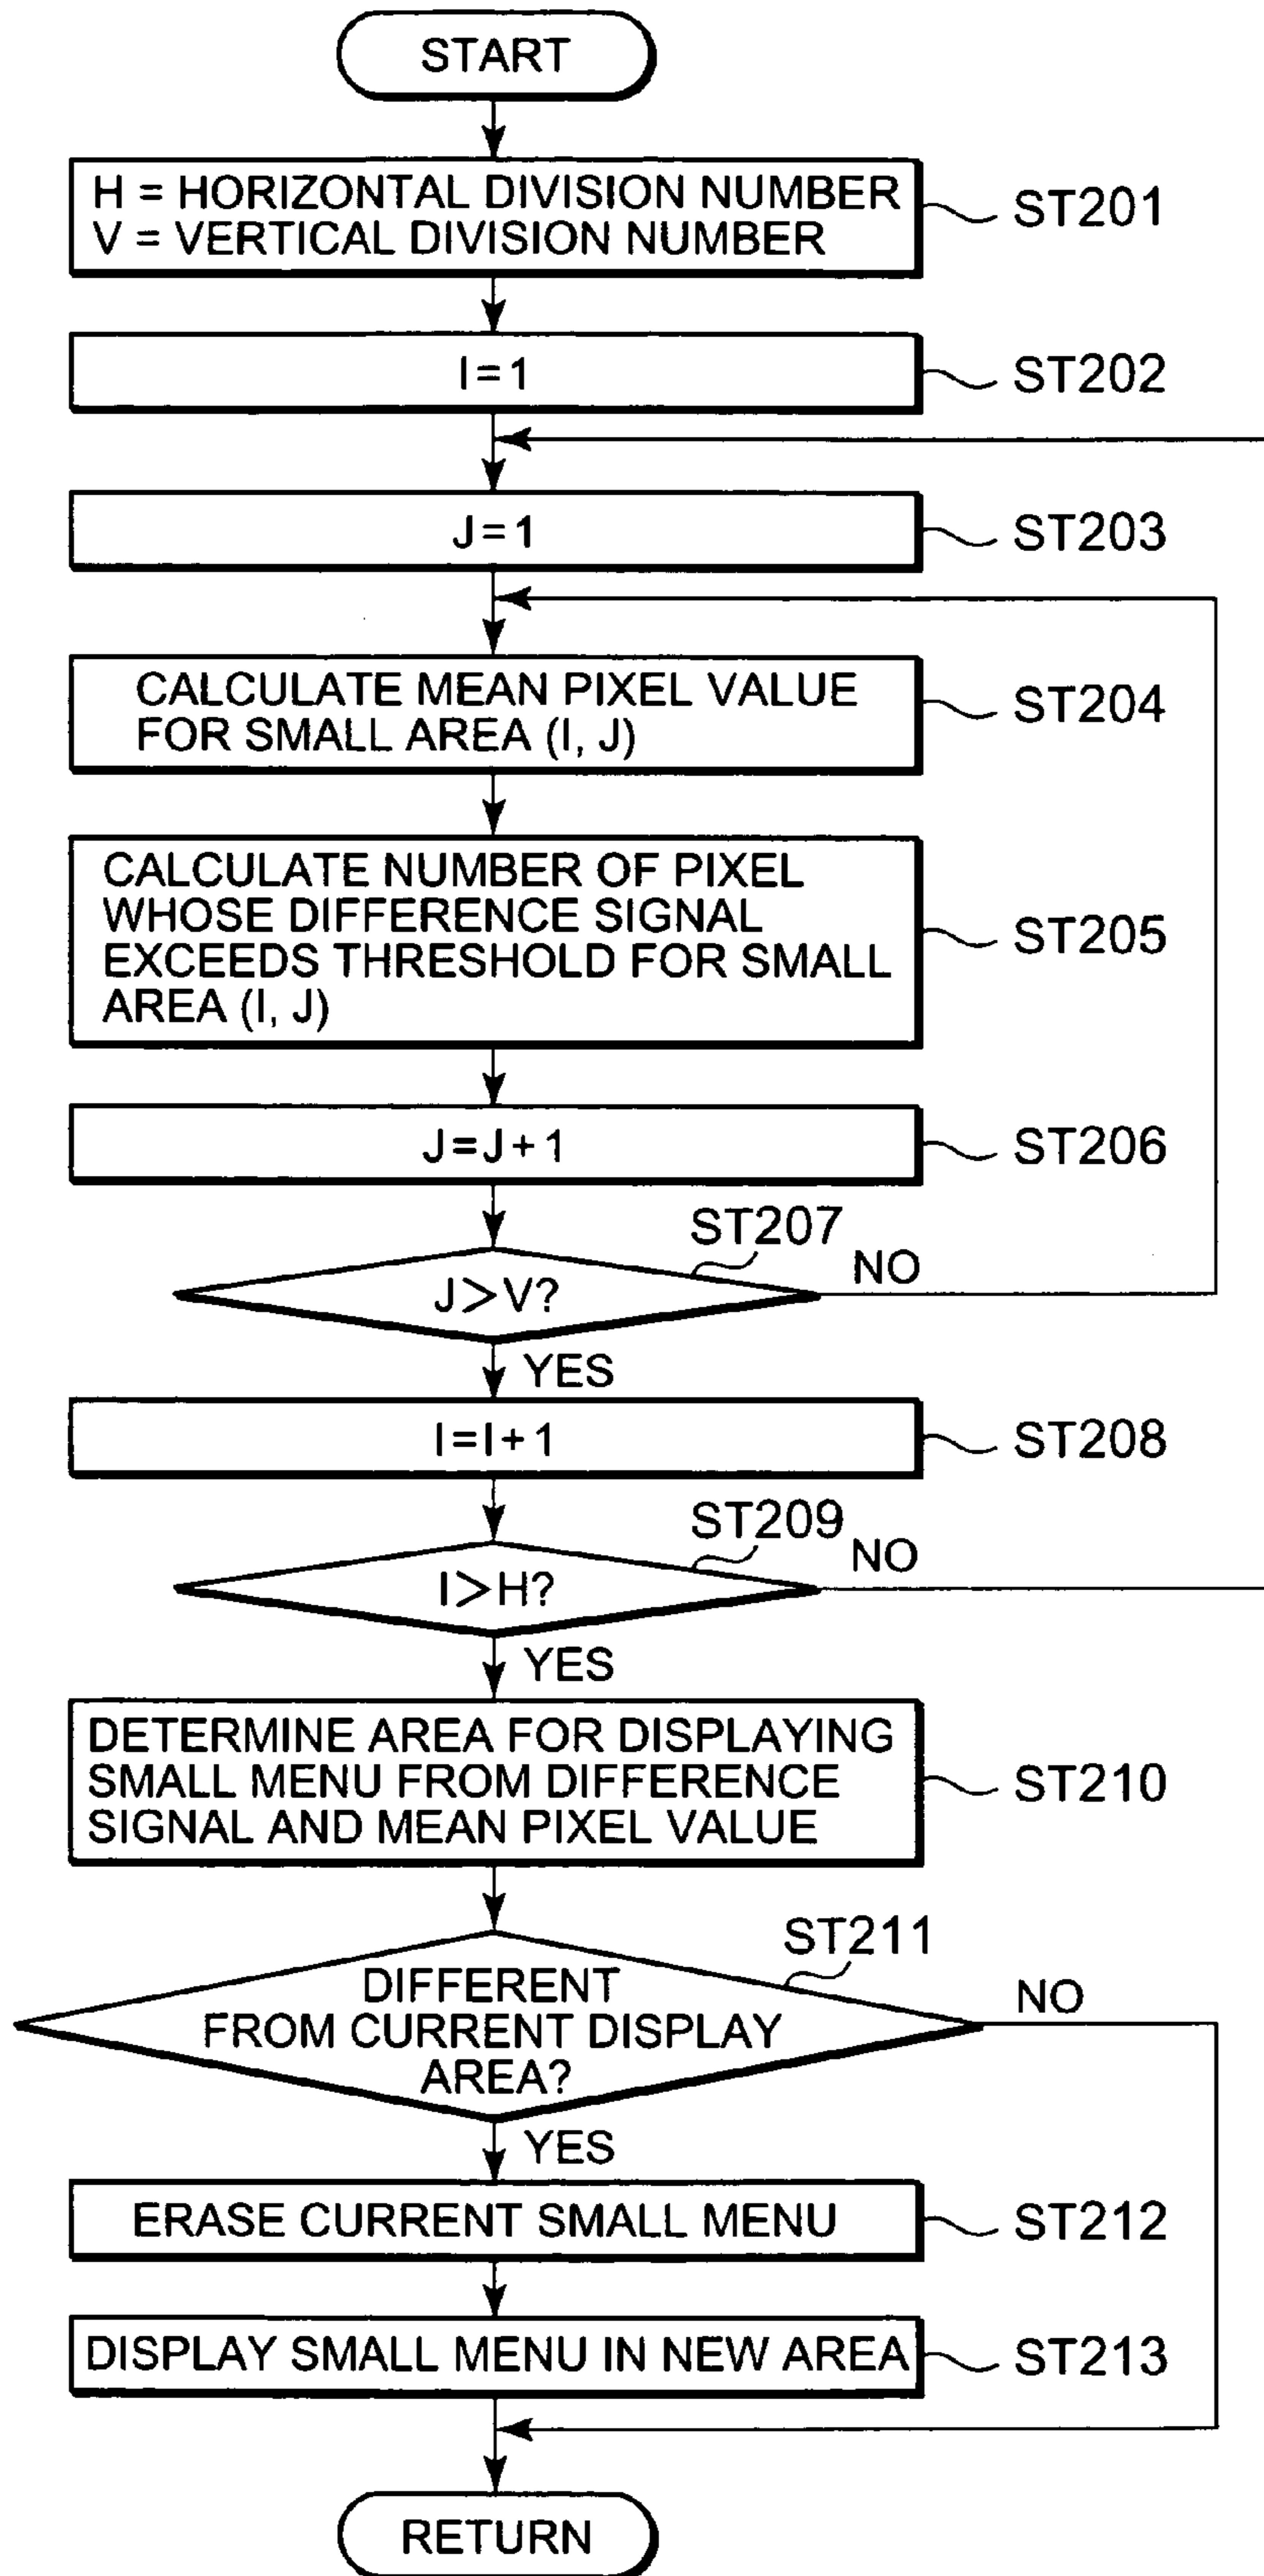 START
H = HORIZONTAL DIVISION NUMBER
V = VERTICAL DIVISION NUMBER
ST201
I=1
ST202
J=1
ST203
CALCULATE MEAN PIXEL VALUE
FOR SMALL AREA (I, J)
ST204
CALCULATE NUMBER OF PIXEL
WHOSE DIFFERENCE SIGNAL
EXCEEDS THRESHOLD FOR SMALL
AREA (I, J)
ST205
J=J+1
ST206
ST207
J>V?
NO
YES
I=I+1
ST208
ST209
I>H?
NO
YES
DETERMINE AREA FOR DISPLAYING
SMALL MENU FROM DIFFERENCE
SIGNAL AND MEAN PIXEL VALUE
ST210
ST211
DIFFERENT
FROM CURRENT DISPLAY
AREA?
NO
YES
ERASE CURRENT SMALL MENU
ST212
DISPLAY SMALL MENU IN NEW AREA
ST213
RETURN